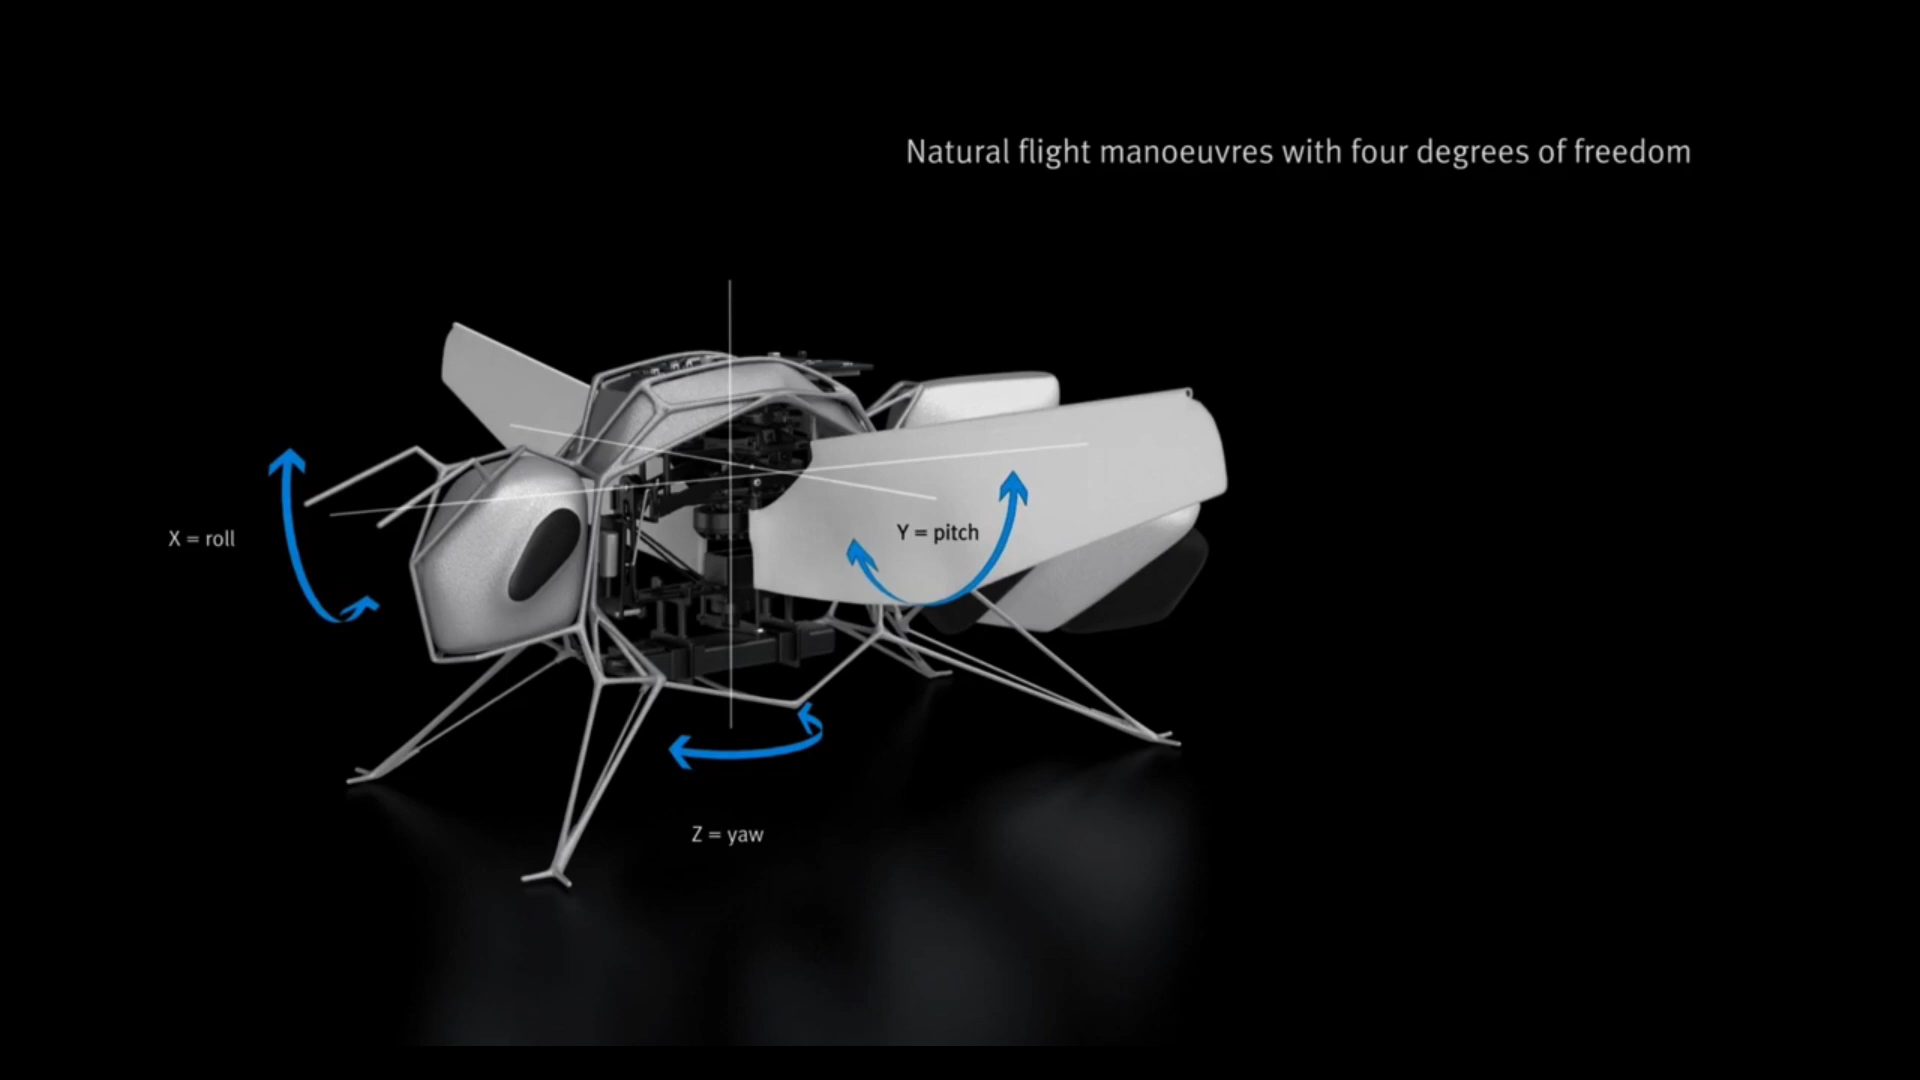 Natural flight manoeuvres with four degrees of freedom
X = roll
Y = pitch
Z = yaw